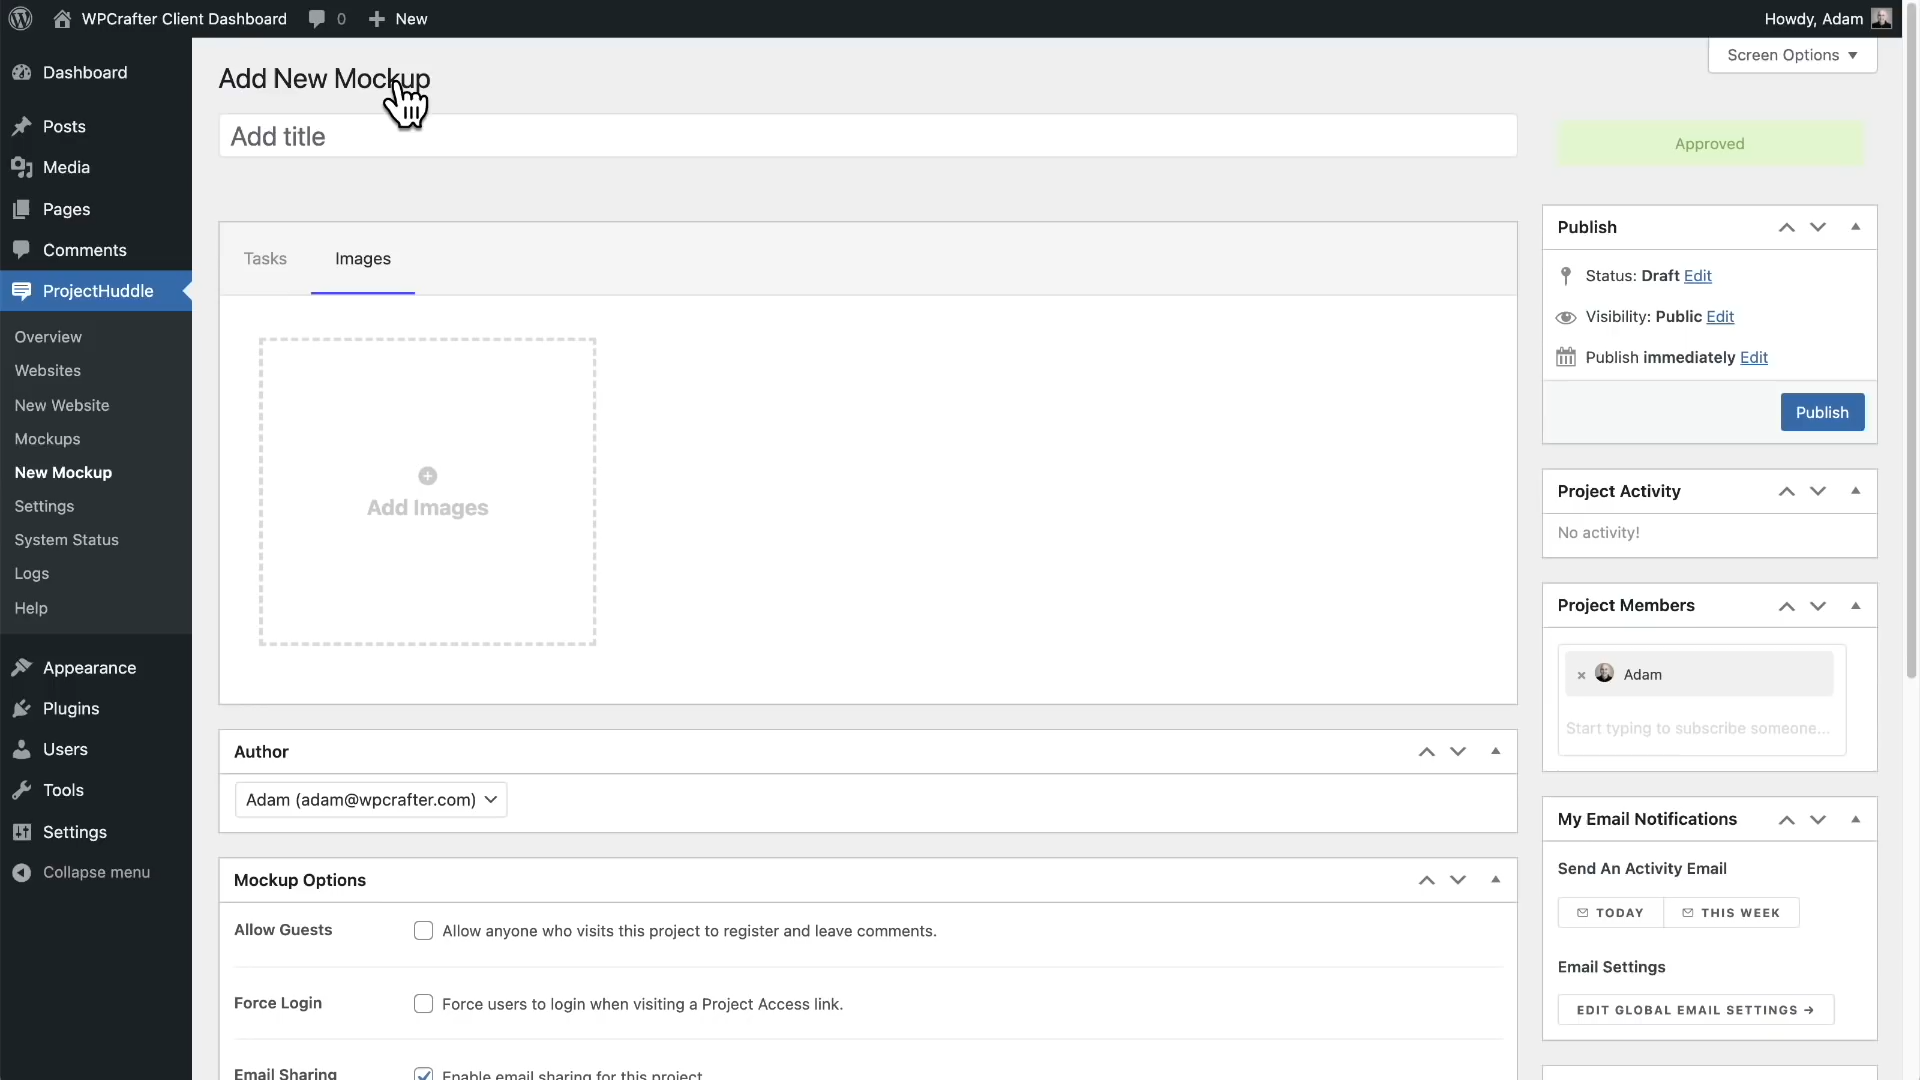 WPCrafter Client Dashboard 0 New
Howdy, Adam
Screen Options
Dashboard
Posts
Media
Pages
Comments
ProjectHuddle
Overview
Websites
New Website
Mockups
New Mockup
Settings
System Status
Logs
Help
Appearance
Plugins
Users
Tools
Settings
Collapse menu
Add New Mockup
Add title
Tasks Images
Add Images
Author
Adam (adam@wpcrafter.com)
Mockup Options
Allow Guests Allow anyone who visits this project to register and leave comments.
Force Login Force users to login when visiting a Project Access link.
Email Sharing Enable email sharing for this project
Approved
Publish
Status: Draft Edit
Visibility: Public Edit
Publish immediately Edit
Publish
Project Activity
No activity!
Project Members
× Adam
Start typing to subscribe someone...
My Email Notifications
Send An Activity Email
TODAY THIS WEEK
Email Settings
EDIT GLOBAL EMAIL SETTINGS →